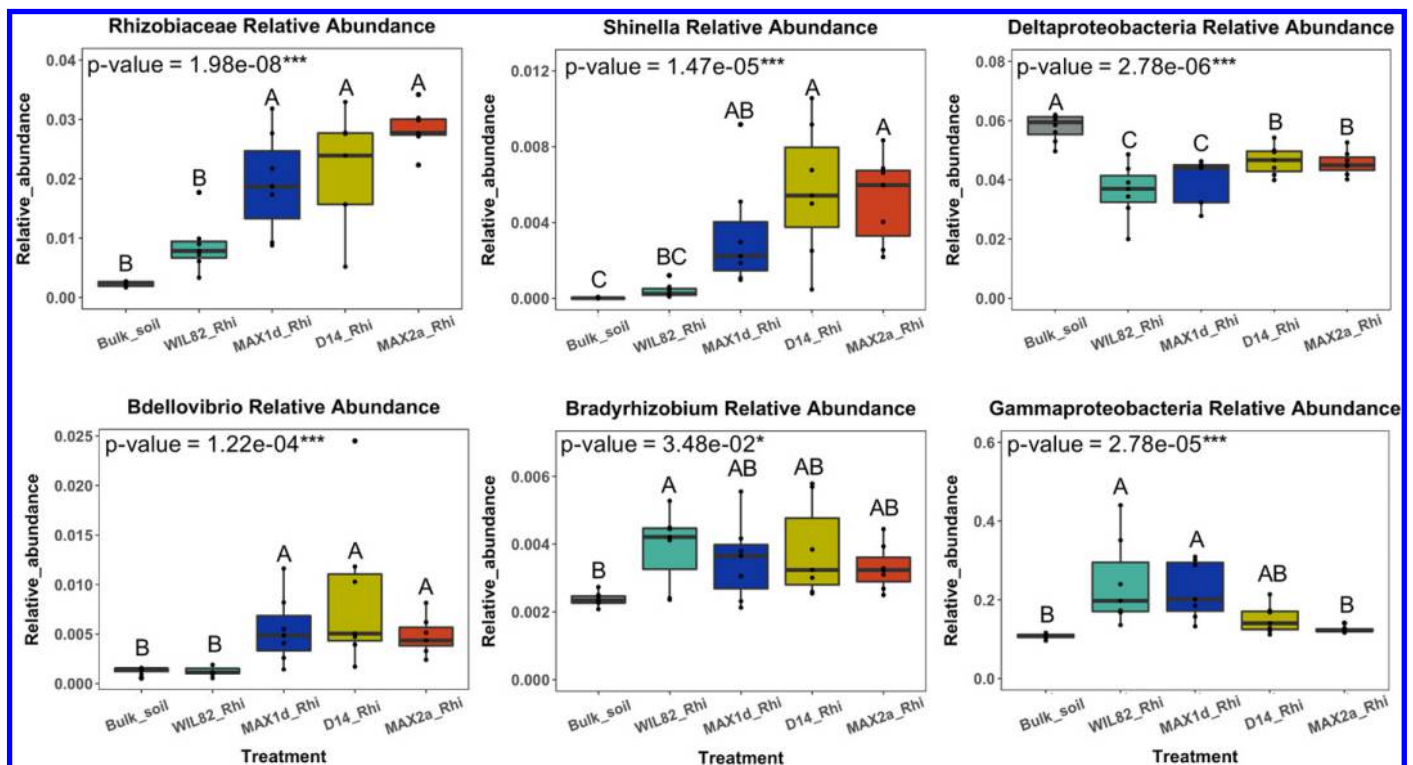 Rhizobiaceae Relative Abundance
p-value = 1.98e-08***
Relative_abundance
0.04
0.03
0.02
0.01
0.00
B
B
A
A
A
Bulk_soil
WIL82_Rhi
MAX1d_Rhi
D14_Rhi
MAX2a_Rhi
Shinella Relative Abundance
p-value = 1.47e-05***
Relative_abundance
0.012
0.008
0.004
0.000
C
BC
AB
A
A
Bulk_soil
WIL82_Rhi
MAX1d_Rhi
D14_Rhi
MAX2a_Rhi
Deltaproteobacteria Relative Abundance
p-value = 2.78e-06***
Relative_abundance
0.08
0.06
0.04
0.02
0.00
A
C
C
B
B
Bulk_soil
WIL82_Rhi
MAX1d_Rhi
D14_Rhi
MAX2a_Rhi
Bdellovibrio Relative Abundance
p-value = 1.22e-04***
Relative_abundance
0.025
0.020
0.015
0.010
0.005
0.000
B
B
A
A
A
Bulk_soil
WIL82_Rhi
MAX1d_Rhi
D14_Rhi
MAX2a_Rhi
Treatment
Bradyrhizobium Relative Abundance
p-value = 3.48e-02*
Relative_abundance
0.006
0.004
0.002
0.000
B
A
AB
AB
AB
Bulk_soil
WIL82_Rhi
MAX1d_Rhi
D14_Rhi
MAX2a_Rhi
Treatment
Gammaproteobacteria Relative Abundance
p-value = 2.78e-05***
Relative_abundance
0.6
0.4
0.2
0.0
B
A
A
AB
B
Bulk_soil
WIL82_Rhi
MAX1d_Rhi
D14_Rhi
MAX2a_Rhi
Treatment